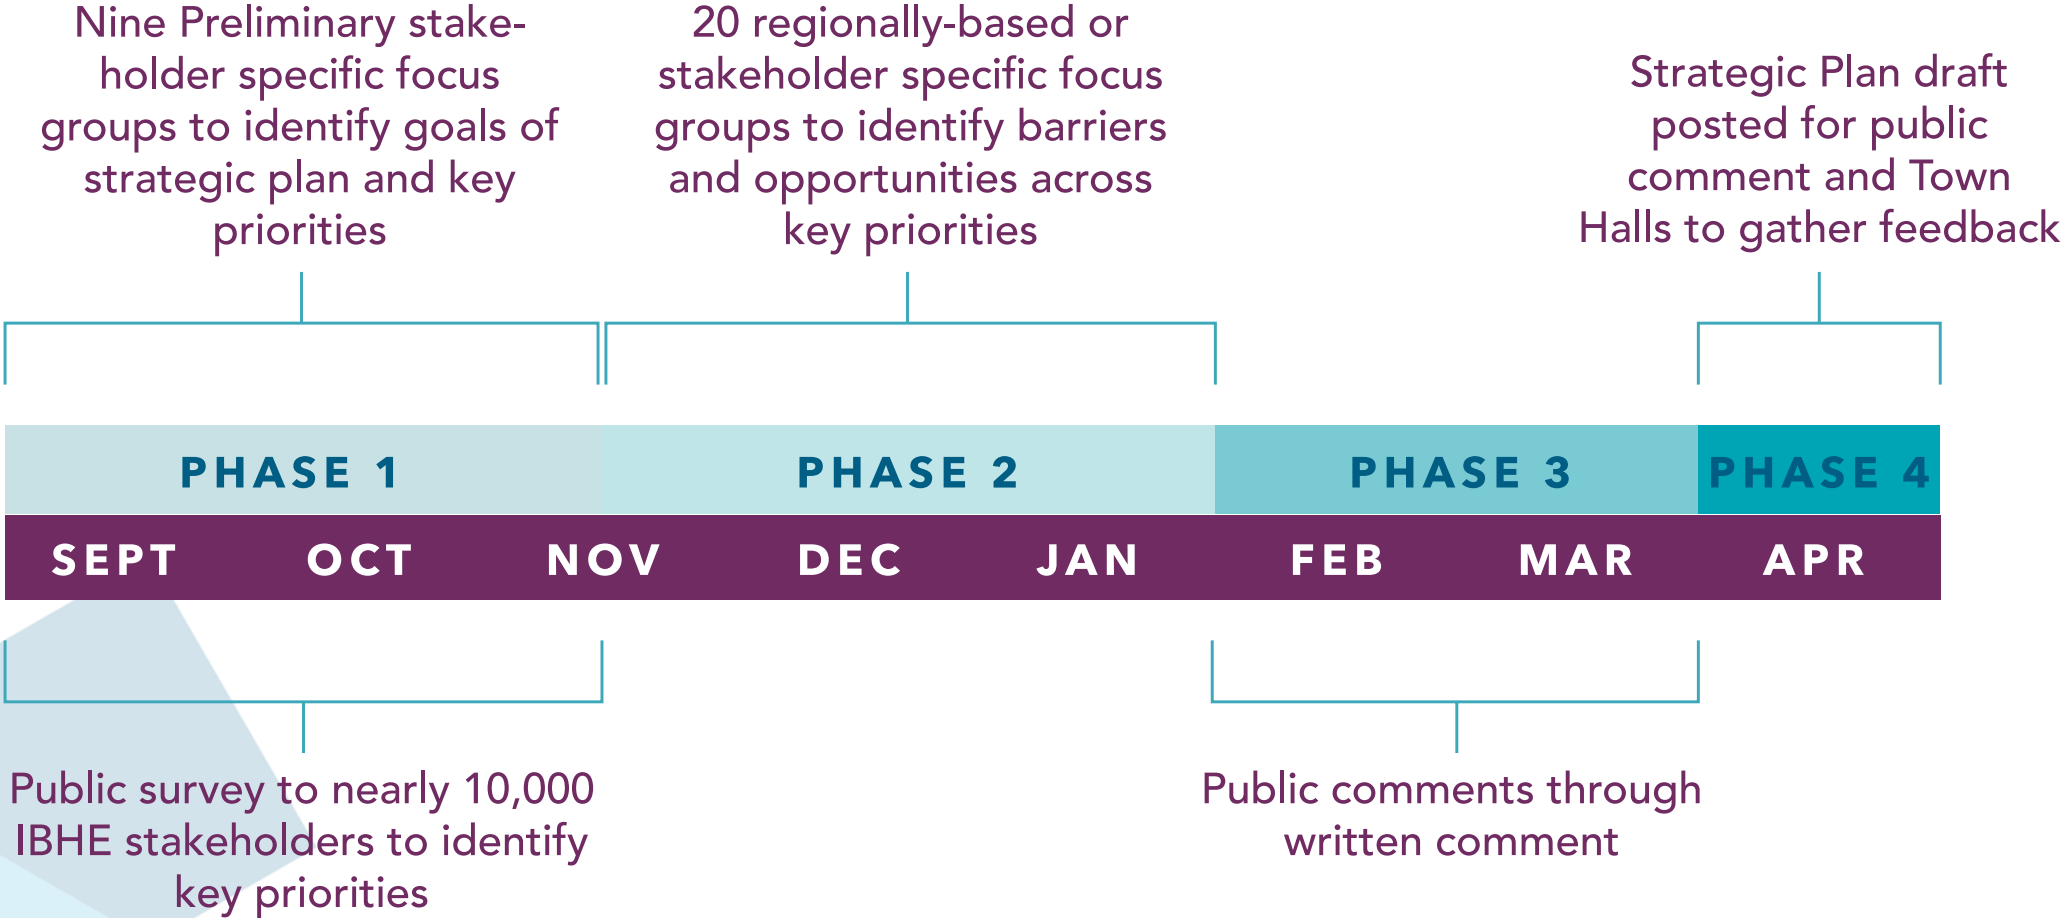 Nine Preliminary stake-
holder specific focus
groups to identify goals of
strategic plan and key
priorities
20 regionally-based or
stakeholder specific focus
groups to identify barriers
and opportunities across
key priorities
Strategic Plan draft
posted for public
comment and Town
Halls to gather feedback
PHASE 1
PHASE 2
PHASE 3
PHASE 4
SEPT
OCT
NOV
DEC
JAN
FEB
MAR
APR
Public survey to nearly 10,000
IBHE stakeholders to identify
key priorities
Public comments through
written comment